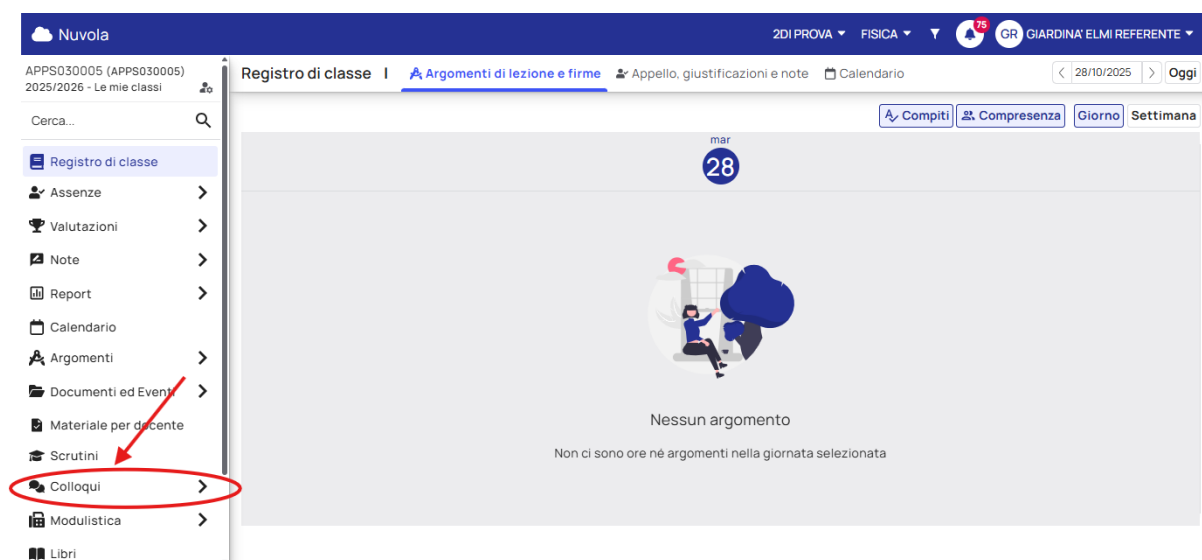 Nuvola
2DI PROVA FISICA 75 GR GIARDINA' ELMI REFERENTE
APPS030005 (APPS030005)
2025/2026 - Le mie classi
Registro di classe Argomenti di lezione e firme Appello, giustificazioni e note Calendario 28/10/2025 Oggi
Cerca...
Compiti Compresenza Giorno Settimana
Registro di classe
Assenze
Valutazioni
Note
Report
Calendario
Argomenti
Documenti ed Eventi
Materiale per docente
Scrutini
Colloqui
Modulistica
Libri
mar
28
Nessun argomento
Non ci sono ore né argomenti nella giornata selezionata